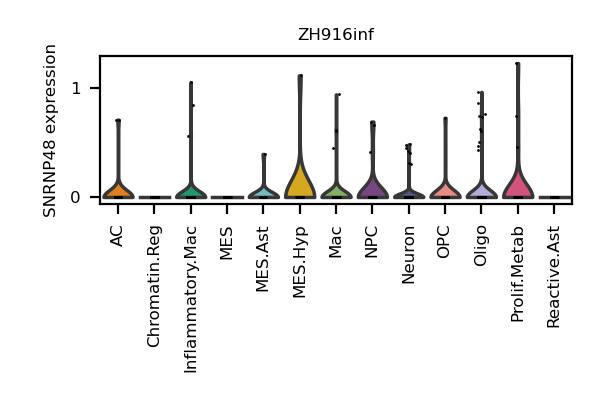 ZH916inf
SNRNP48 expression
1
0
AC
Chromatin.Reg
Inflammatory.Mac
MES
MES.Ast
MES.Hyp
Mac
NPC
Neuron
OPC
Oligo
Prolif.Metab
Reactive.Ast